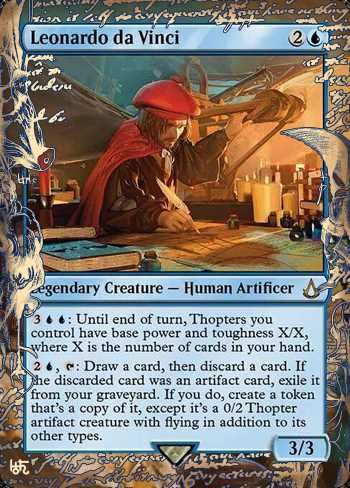 Leonardo da Vinci 2
Legendary Creature — Human Artificer
3: Until end of turn, Thopters you
control have base power and toughness X/X,
where X is the number of cards in your hand.
2, : Draw a card, then discard a card. If
the discarded card was an artifact card, exile it
from your graveyard. If you do, create a token
that's a copy of it, except it's a 0/2 Thopter
artifact creature with flying in addition to its
other types.
3/3